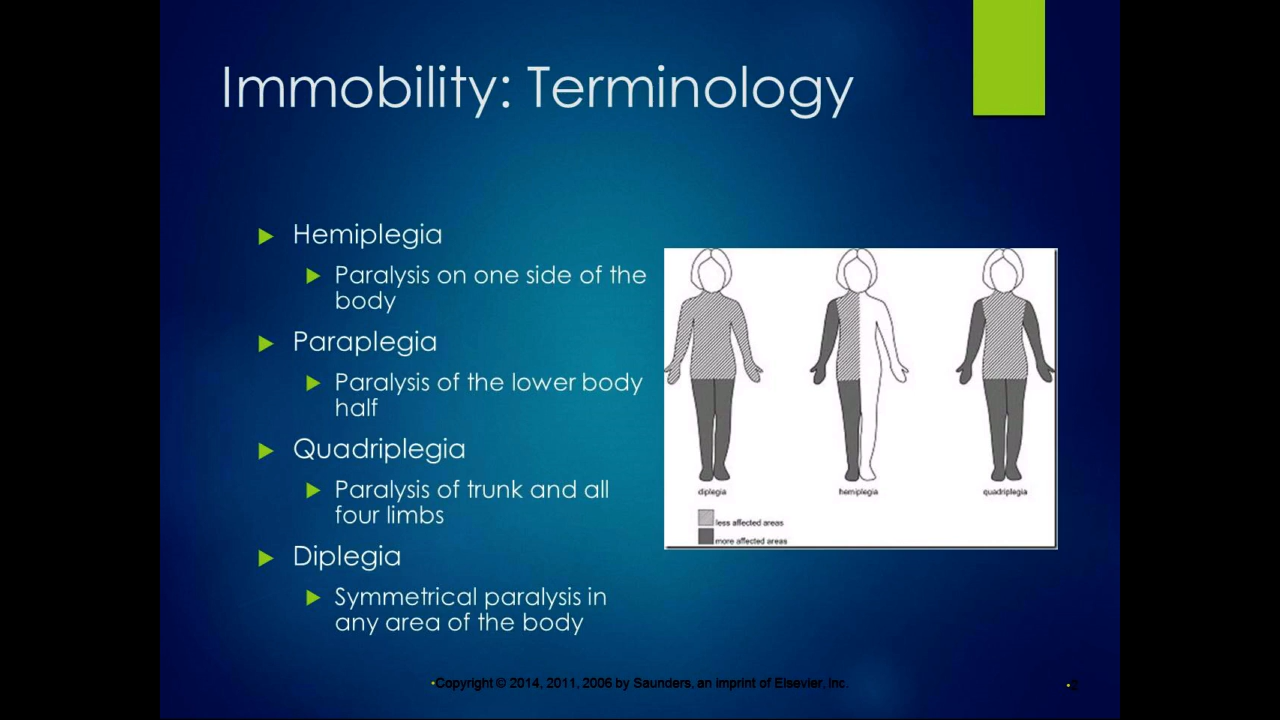 Immobility: Terminology
Hemiplegia
Paralysis on one side of the
body
Paraplegia
Paralysis of the lower body
half
Quadriplegia
Paralysis of trunk and all
four limbs
Diplegia
Symmetrical paralysis in
any area of the body
diplegia
hemiplegia
quadriplegia
less affected areas
more affected areas
•Copyright © 2014, 2011, 2006 by Saunders, an imprint of Elsevier, Inc.